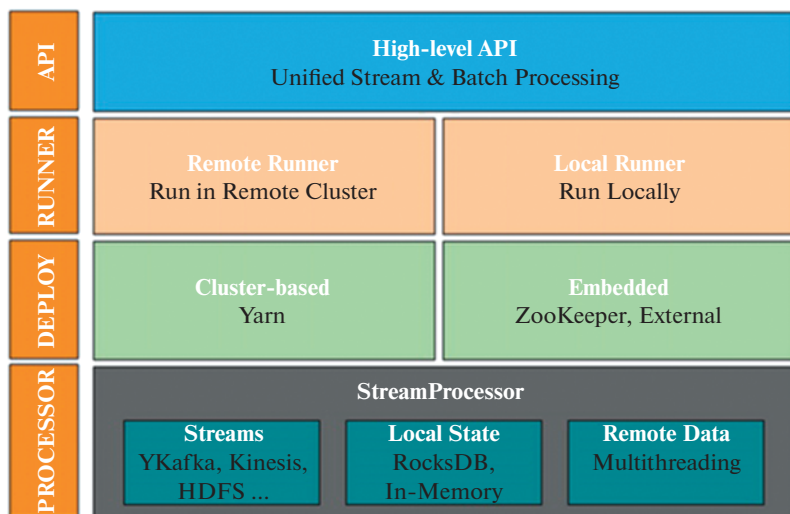 API
High-level API
Unified Stream & Batch Processing
RUNNER
Remote Runner
Run in Remote Cluster
Local Runner
Run Locally
DEPLOY
Cluster-based
Yarn
Embedded
ZooKeeper, External
PROCESSOR
StreamProcessor
Streams
YKafka, Kinesis,
HDFS ...
Local State
RocksDB,
In-Memory
Remote Data
Multithreading